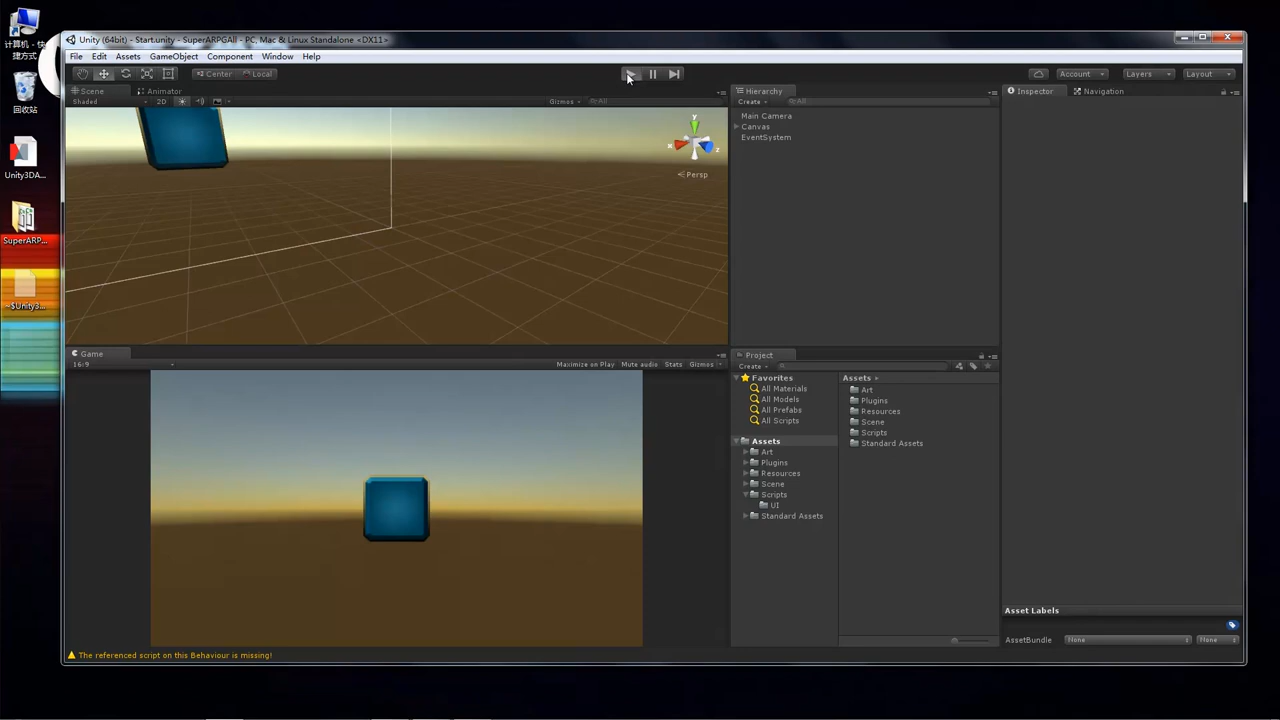 计算机 - 快
捷方式
回收站
Unity3DA...
SuperARP...
~$Unity3...
Unity (64bit) - Start.unity - SuperARPGAll - PC, Mac & Linux Standalone <DX11>
File Edit Assets GameObject Component Window Help
Center Local
Account Layers Layout
Scene Animator
Shaded 2D Gizmos All
y
x
z
Persp
Hierarchy
Create All
Main Camera
Canvas
EventSystem
Inspector Navigation
Game
16:9 Maximize on Play Mute audio Stats Gizmos
Project
Create
Favorites
All Materials
All Models
All Prefabs
All Scripts
Assets
Art
Plugins
Resources
Scene
Scripts
UI
Standard Assets
Assets
Art
Plugins
Resources
Scene
Scripts
Standard Assets
Asset Labels
AssetBundle None None
The referenced script on this Behaviour is missing!